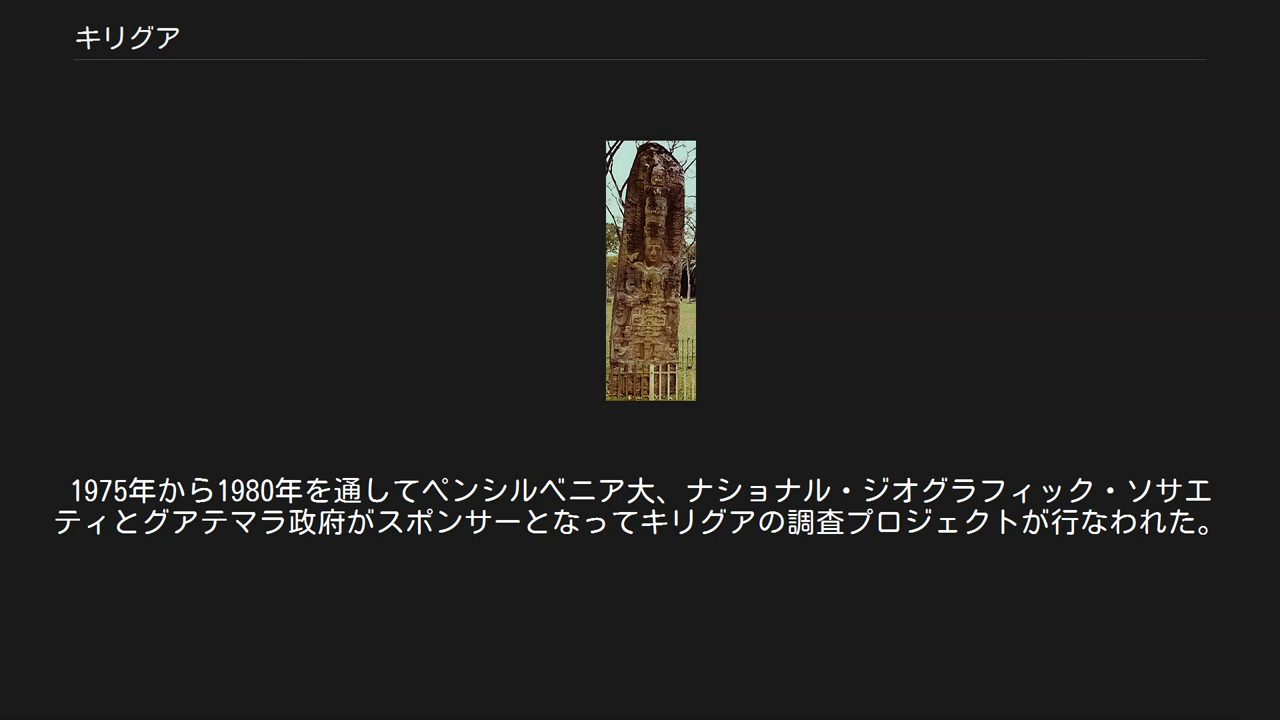 キリグア
1975年から1980年を通してペンシルベニア大、ナショナル・ジオグラフィック・ソサエ
ティとグアテマラ政府がスポンサーとなってキリグアの調査プロジェクトが行なわれた。